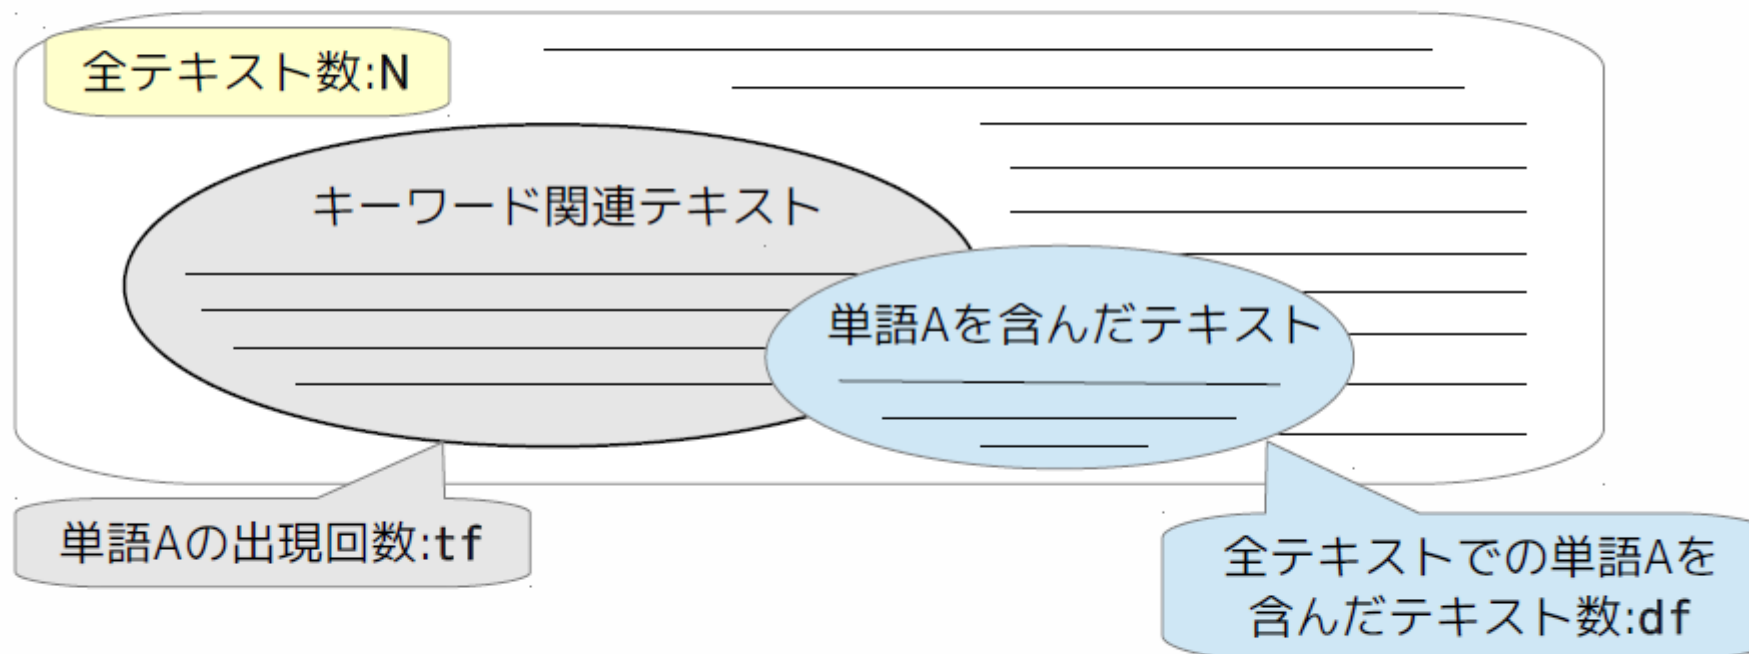 全テキスト数:N
キーワード関連テキスト
単語Aを含んだテキスト
単語Aの出現回数:tf
全テキストでの単語Aを
含んだテキスト数:df